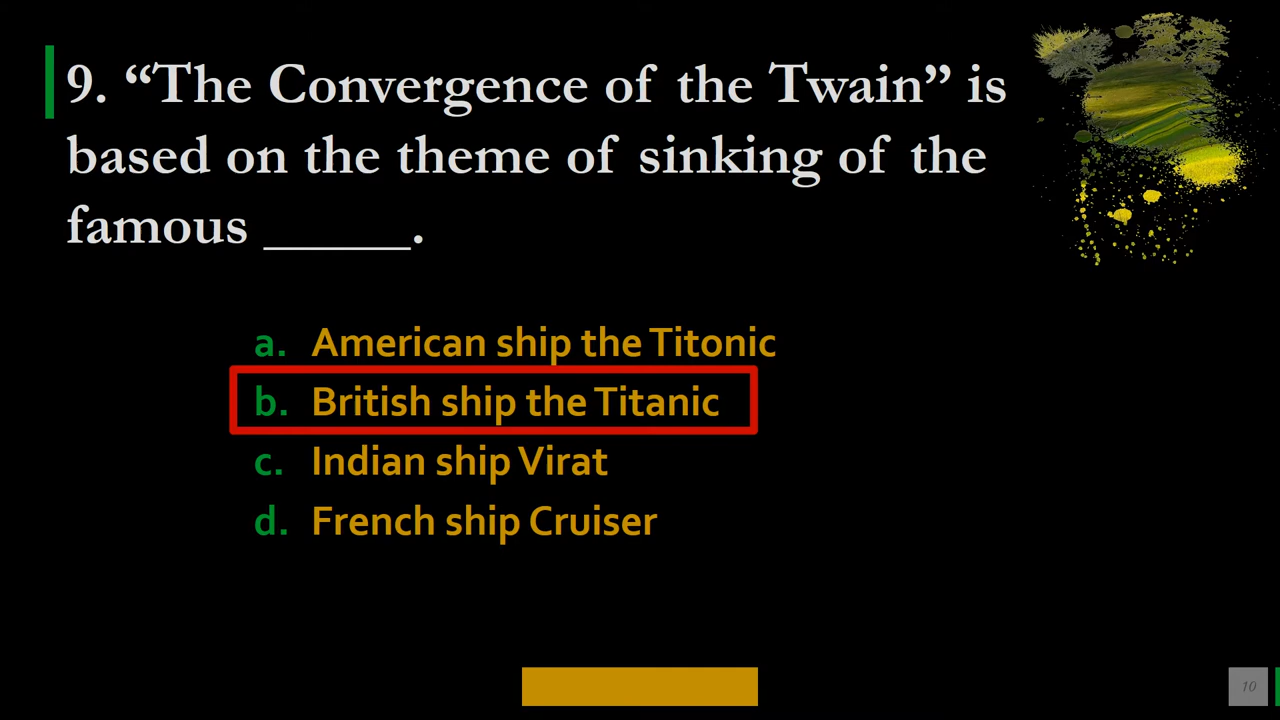 9. “The Convergence of the Twain” is
based on the theme of sinking of the
famous ______.
a. American ship the Titonic
b. British ship the Titanic
c. Indian ship Virat
d. French ship Cruiser
10